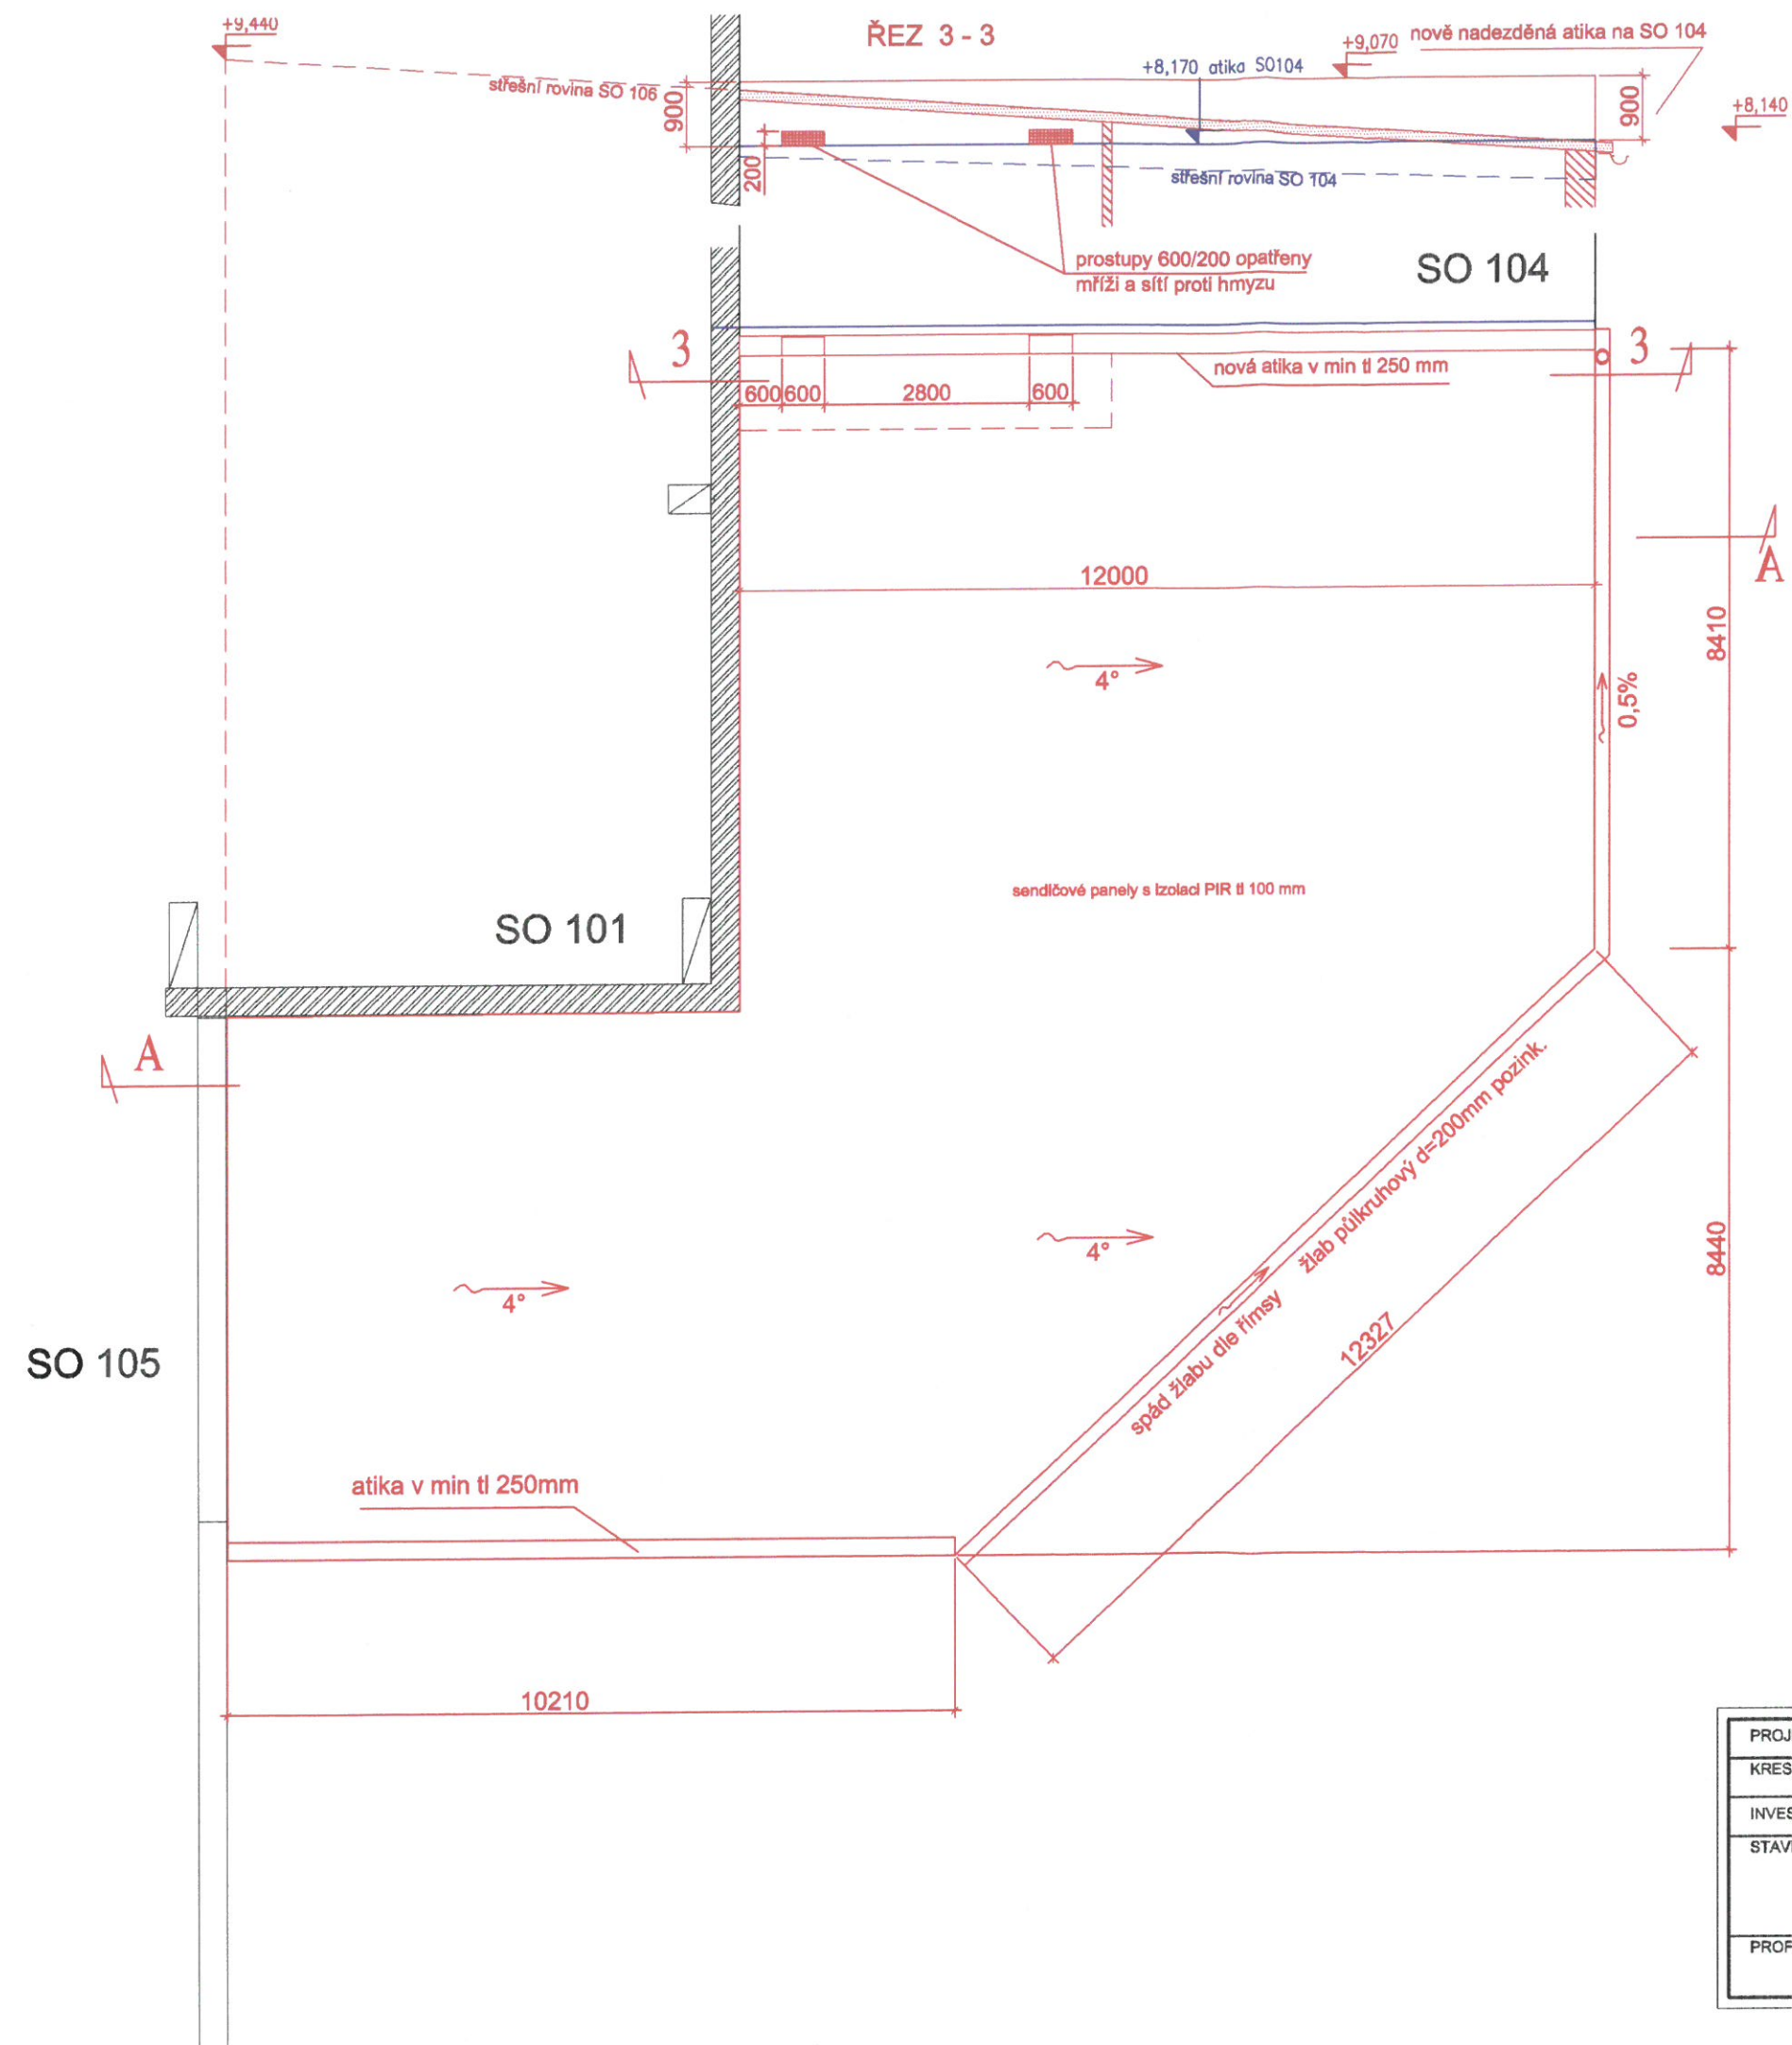 +9,440
ŘEZ 3 - 3
+9,070
nově nadezděná atika na SO 104
+8,170 atika SO104
střešní rovina SO 106
900
900
+8,140
200
střešní rovina SO 104
prostupy 600/200 opatřeny
mříži a sítí proti hmyzu
SO 104
3
3
nová atika v min tl 250 mm
600
600
2800
600
A
12000
8410
4°
0,5%
sendičové panely s izolací PIR tl 100 mm
SO 101
A
žlab půlkruhový d=200mm pozink.
8440
4°
4°
spád žlabu dle římsy
12327
SO 105
atika v min tl 250mm
10210
PROJ
KRES
INVES
STAV
PROF